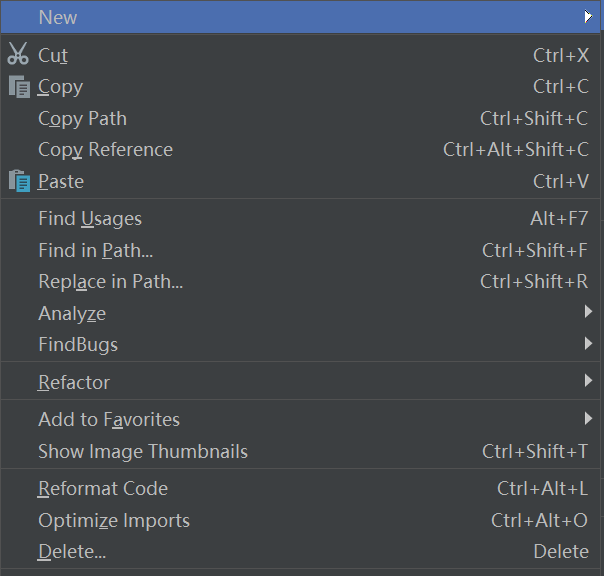 New
Cut Ctrl+X
Copy Ctrl+C
Copy Path Ctrl+Shift+C
Copy Reference Ctrl+Alt+Shift+C
Paste Ctrl+V
Find Usages Alt+F7
Find in Path... Ctrl+Shift+F
Replace in Path... Ctrl+Shift+R
Analyze
FindBugs
Refactor
Add to Favorites
Show Image Thumbnails Ctrl+Shift+T
Reformat Code Ctrl+Alt+L
Optimize Imports Ctrl+Alt+O
Delete... Delete